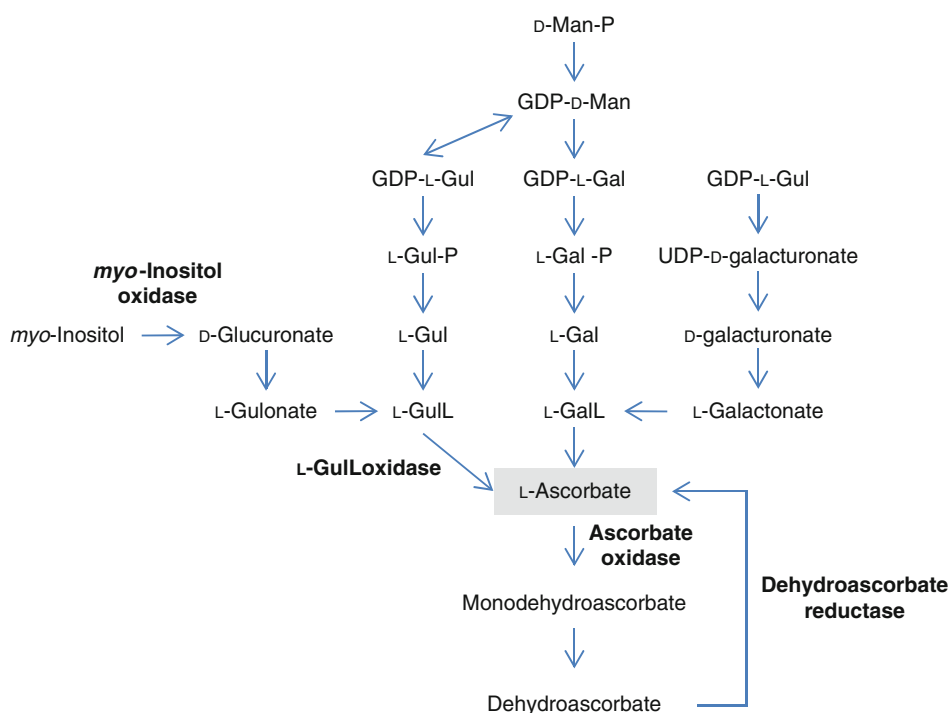 D-Man-P
GDP-D-Man
GDP-L-Gul
GDP-L-Gal
GDP-L-Gul
L-Gul-P
L-Gal -P
UDP-D-galacturonate
myo-Inositol
oxidase
myo-Inositol
D-Glucuronate
L-Gul
L-Gal
D-galacturonate
L-Gulonate
L-GulL
L-GalL
L-Galactonate
L-GulLoxidase
L-Ascorbate
Ascorbate
oxidase
Dehydroascorbate
reductase
Monodehydroascorbate
Dehydroascorbate